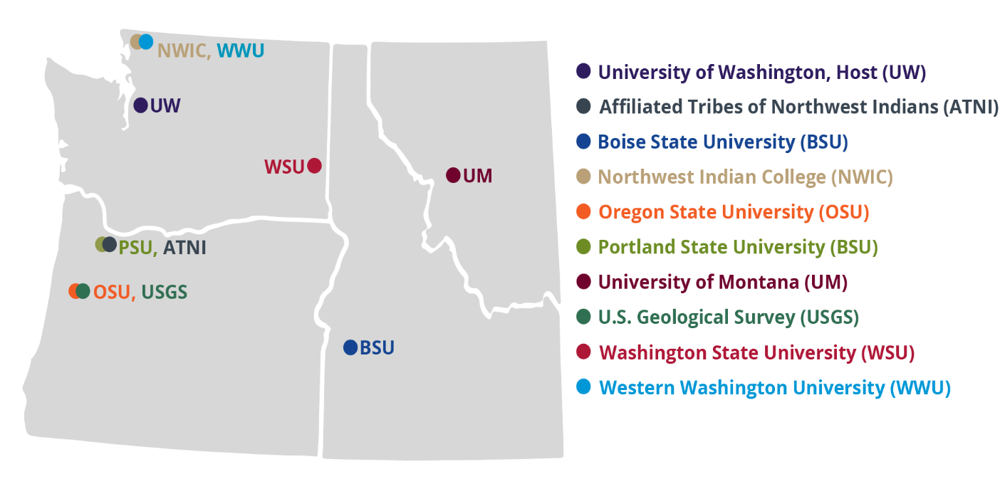 NWIC, WWU
UW
WSU
UM
PSU, ATNI
OSU, USGS
BSU
University of Washington, Host (UW)
Affiliated Tribes of Northwest Indians (ATNI)
Boise State University (BSU)
Northwest Indian College (NWIC)
Oregon State University (OSU)
Portland State University (BSU)
University of Montana (UM)
U.S. Geological Survey (USGS)
Washington State University (WSU)
Western Washington University (WWU)